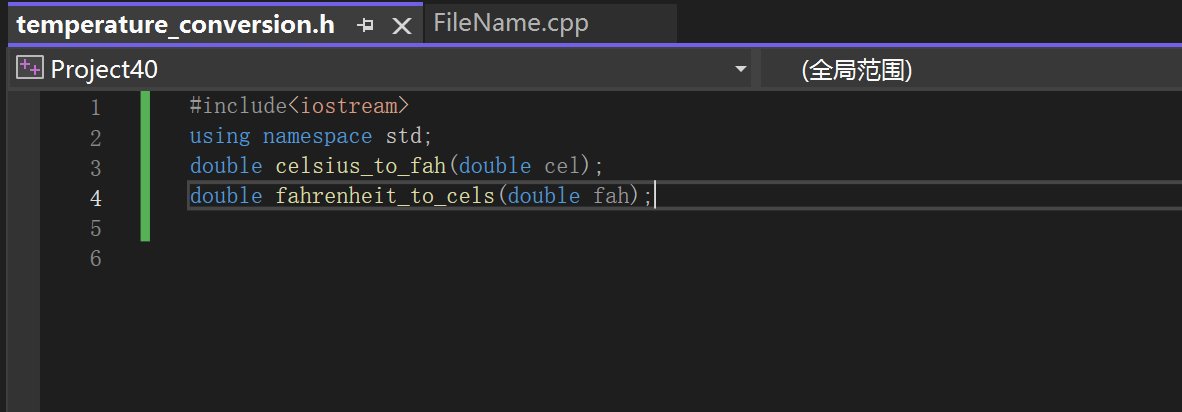 temperature_conversion.h FileName.cpp
Project40 (全局范围)
1 #include<iostream>
2 using namespace std;
3 double celsius_to_fah(double cel);
4 double fahrenheit_to_cels(double fah);
5
6